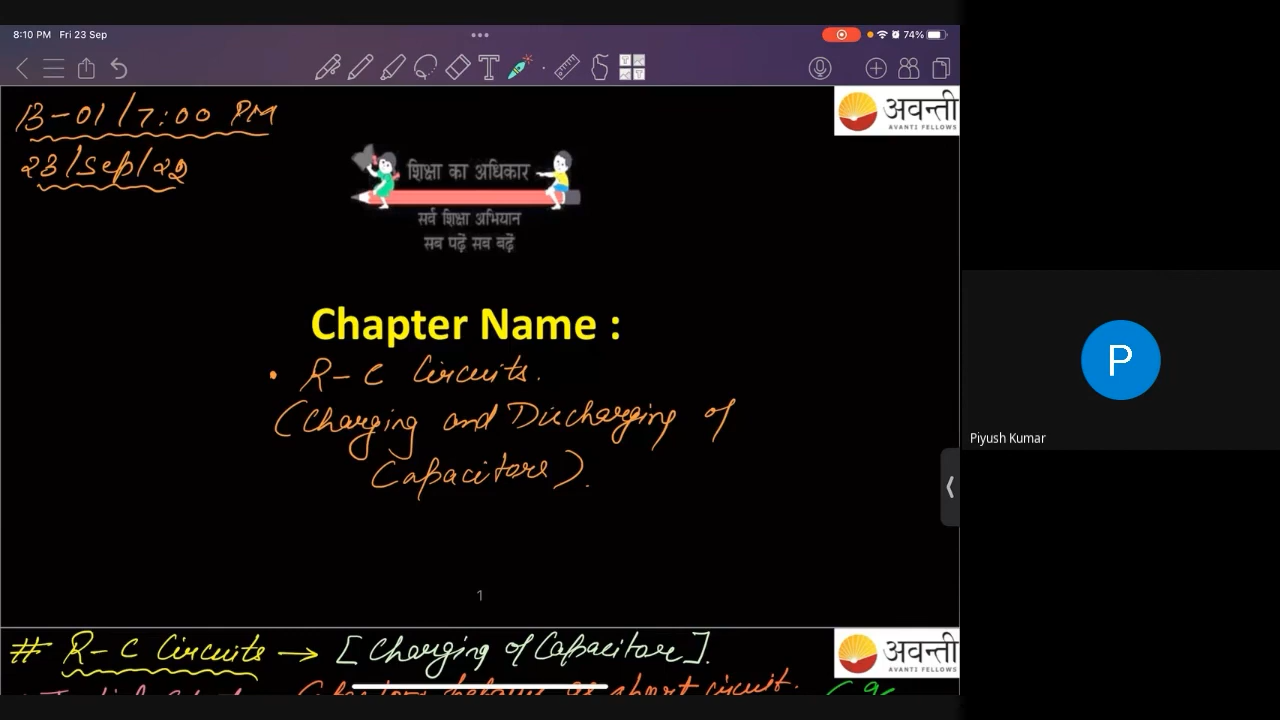 8:10 PM Fri 23 Sep
74%
B-01/7:00 PM
23/Sep/22
अवन्ती
AVANTI FELLOWS
शिक्षा का अधिकार
सर्व शिक्षा अभियान
सब पढ़ें सब बढ़ें
Chapter Name :
• R-C Circuits.
(Charging and Discharging of
Capacitors).
P
Piyush Kumar
1
# R-C Circuits → [Charging of Capacitors].
अवन्ती
AVANTI FELLOWS
short circuit.